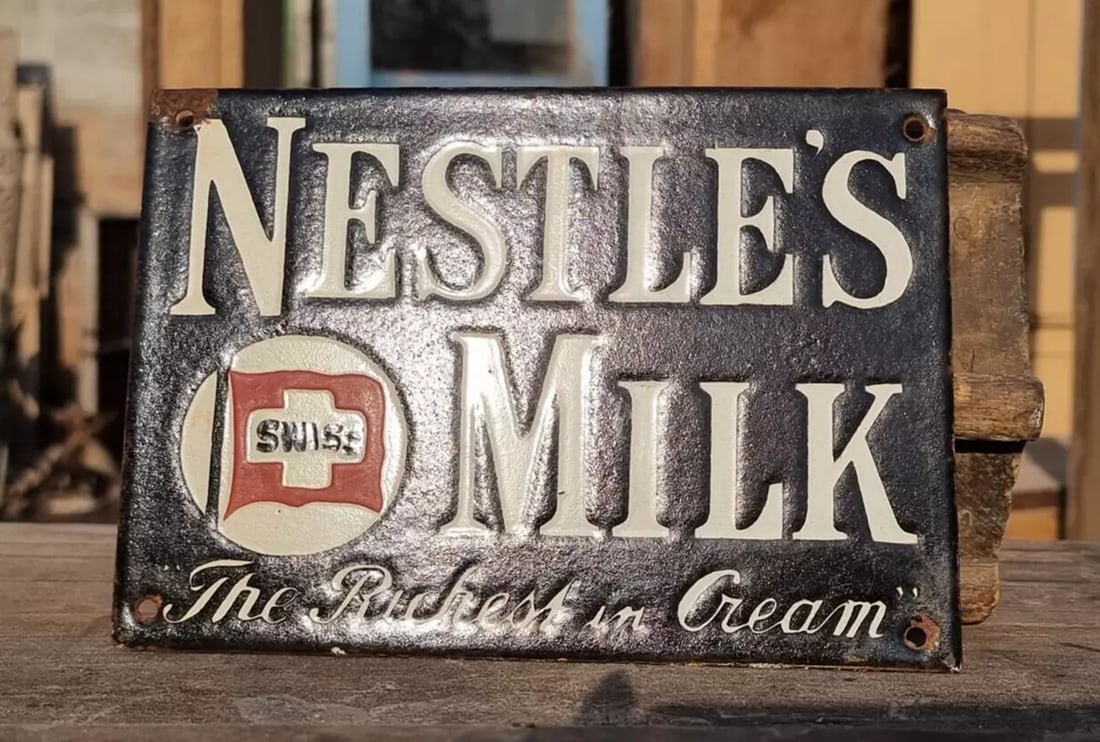 NESTLE'S
SWISS
MILK
The Richest in Cream"